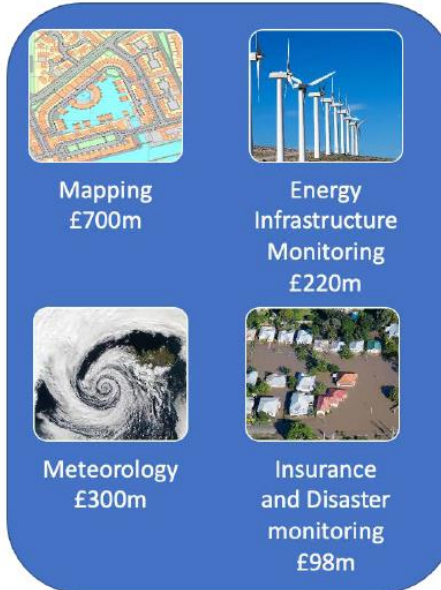 Mapping
£700m
Energy
Infrastructure
Monitoring
£220m
Meteorology
£300m
Insurance
and Disaster
monitoring
£98m